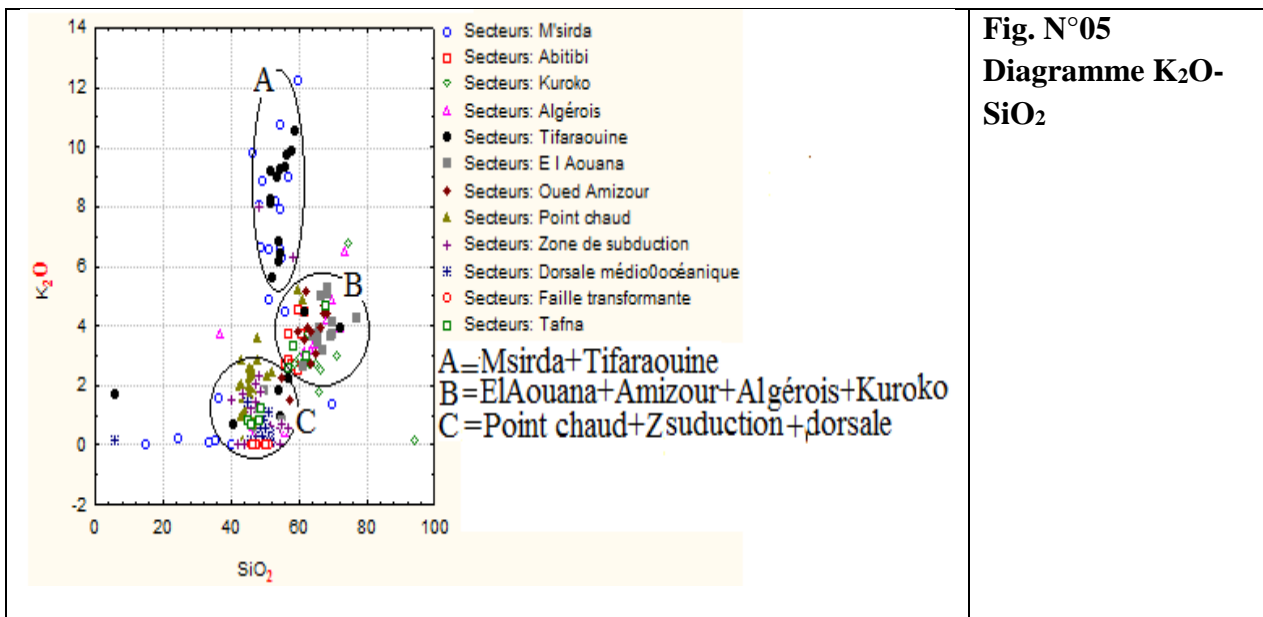 14
12
10
8
6
4
2
0
-2
K2O
0 20 40 60 80 100
SiO2
A
B
C
Secteurs: M'sirda
Secteurs: Abitibi
Secteurs: Kuroko
Secteurs: Algérois
Secteurs: Tifaraouine
Secteurs: E l Aouana
Secteurs: Oued Amizour
Secteurs: Point chaud
Secteurs: Zone de subduction
Secteurs: Dorsale médio0océanique
Secteurs: Faille transformante
Secteurs: Tafna
A=Msirda+Tifaraouine
B=ElAouana+Amizour+Algérois+Kuroko
C=Point chaud+Zsuduction+dorsale
Fig. N°05
Diagramme K2O-
SiO2